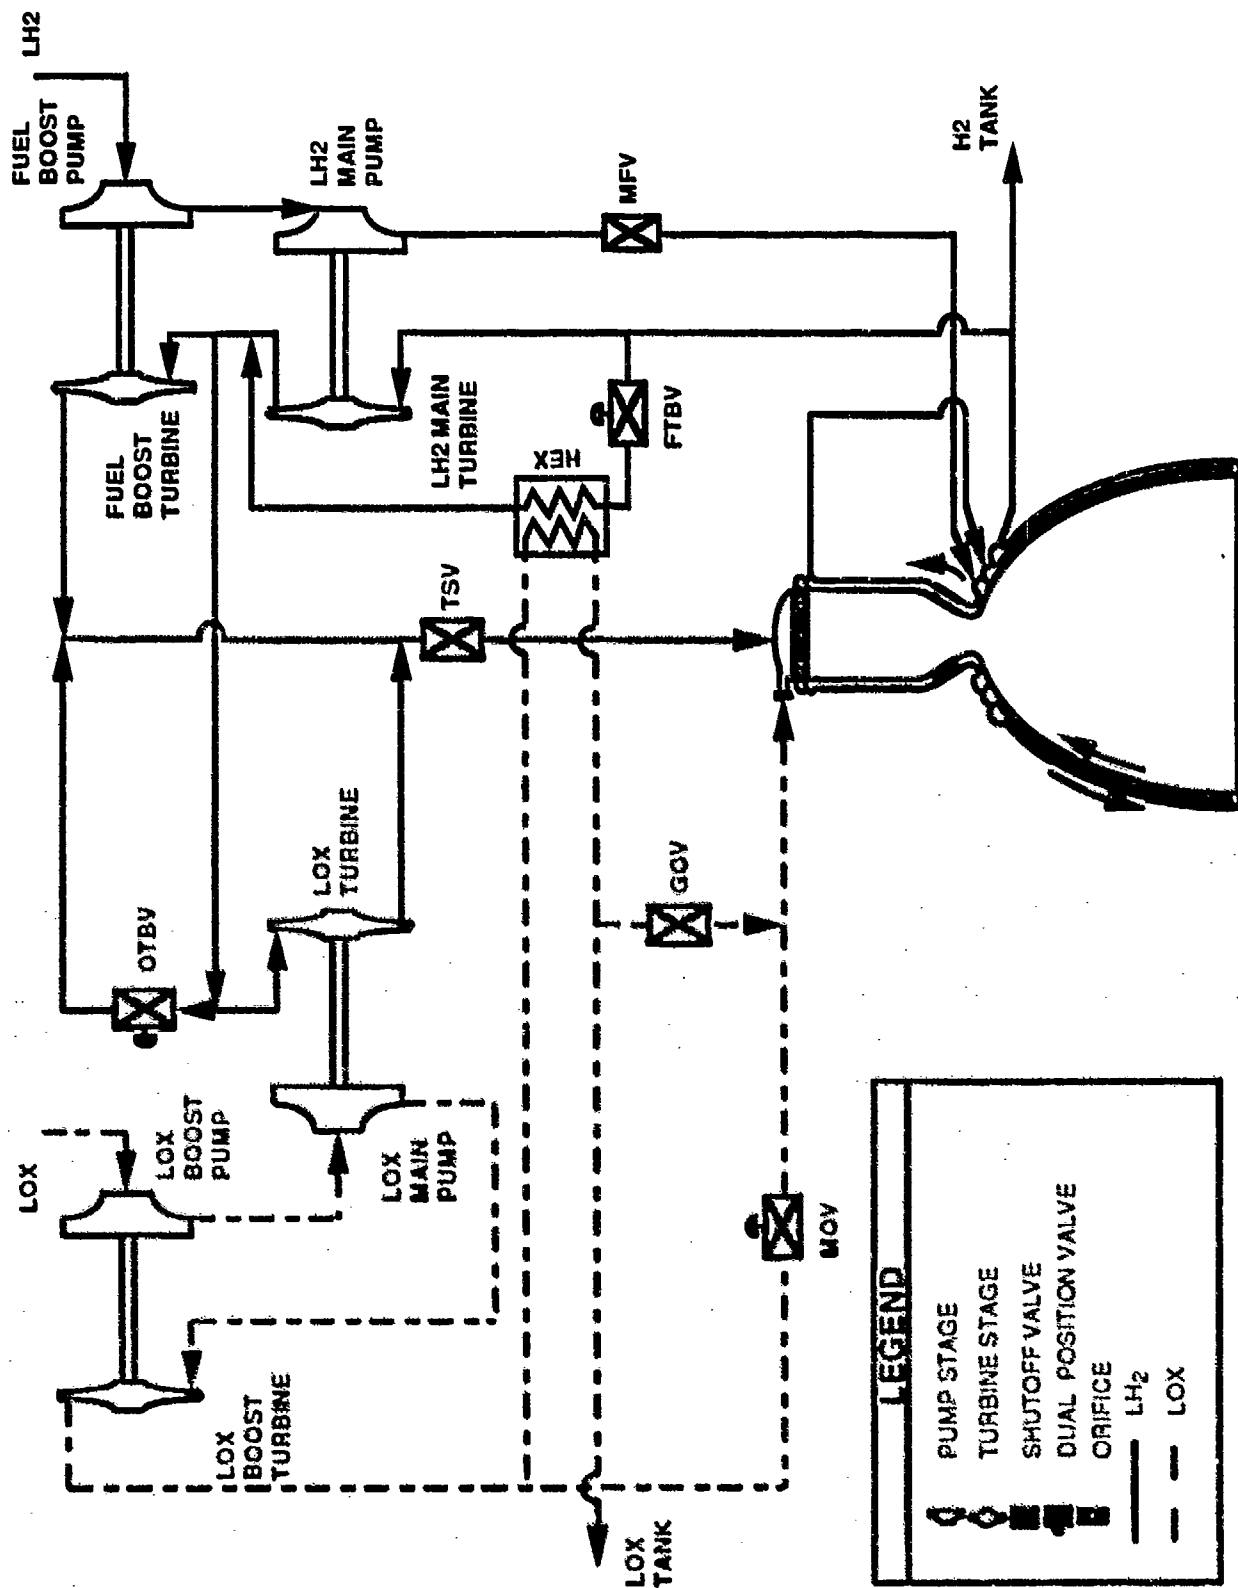 LOX
LOX
BOOST
PUMP
LOX
BOOST
TURBINE
LOX
MAIN
PUMP
OTBV
LOX
TURBINE
FUEL
BOOST
TURBINE
FUEL
BOOST
PUMP
LH2
LH2
MAIN
PUMP
LH2 MAIN
TURBINE
TSV
HEX
FTBV
MFV
LOX
TANK
GOV
MOV
H2
TANK
LEGEND
PUMP STAGE
TURBINE STAGE
SHUTOFF VALVE
DUAL POSITION VALVE
ORIFICE
LH2
LOX